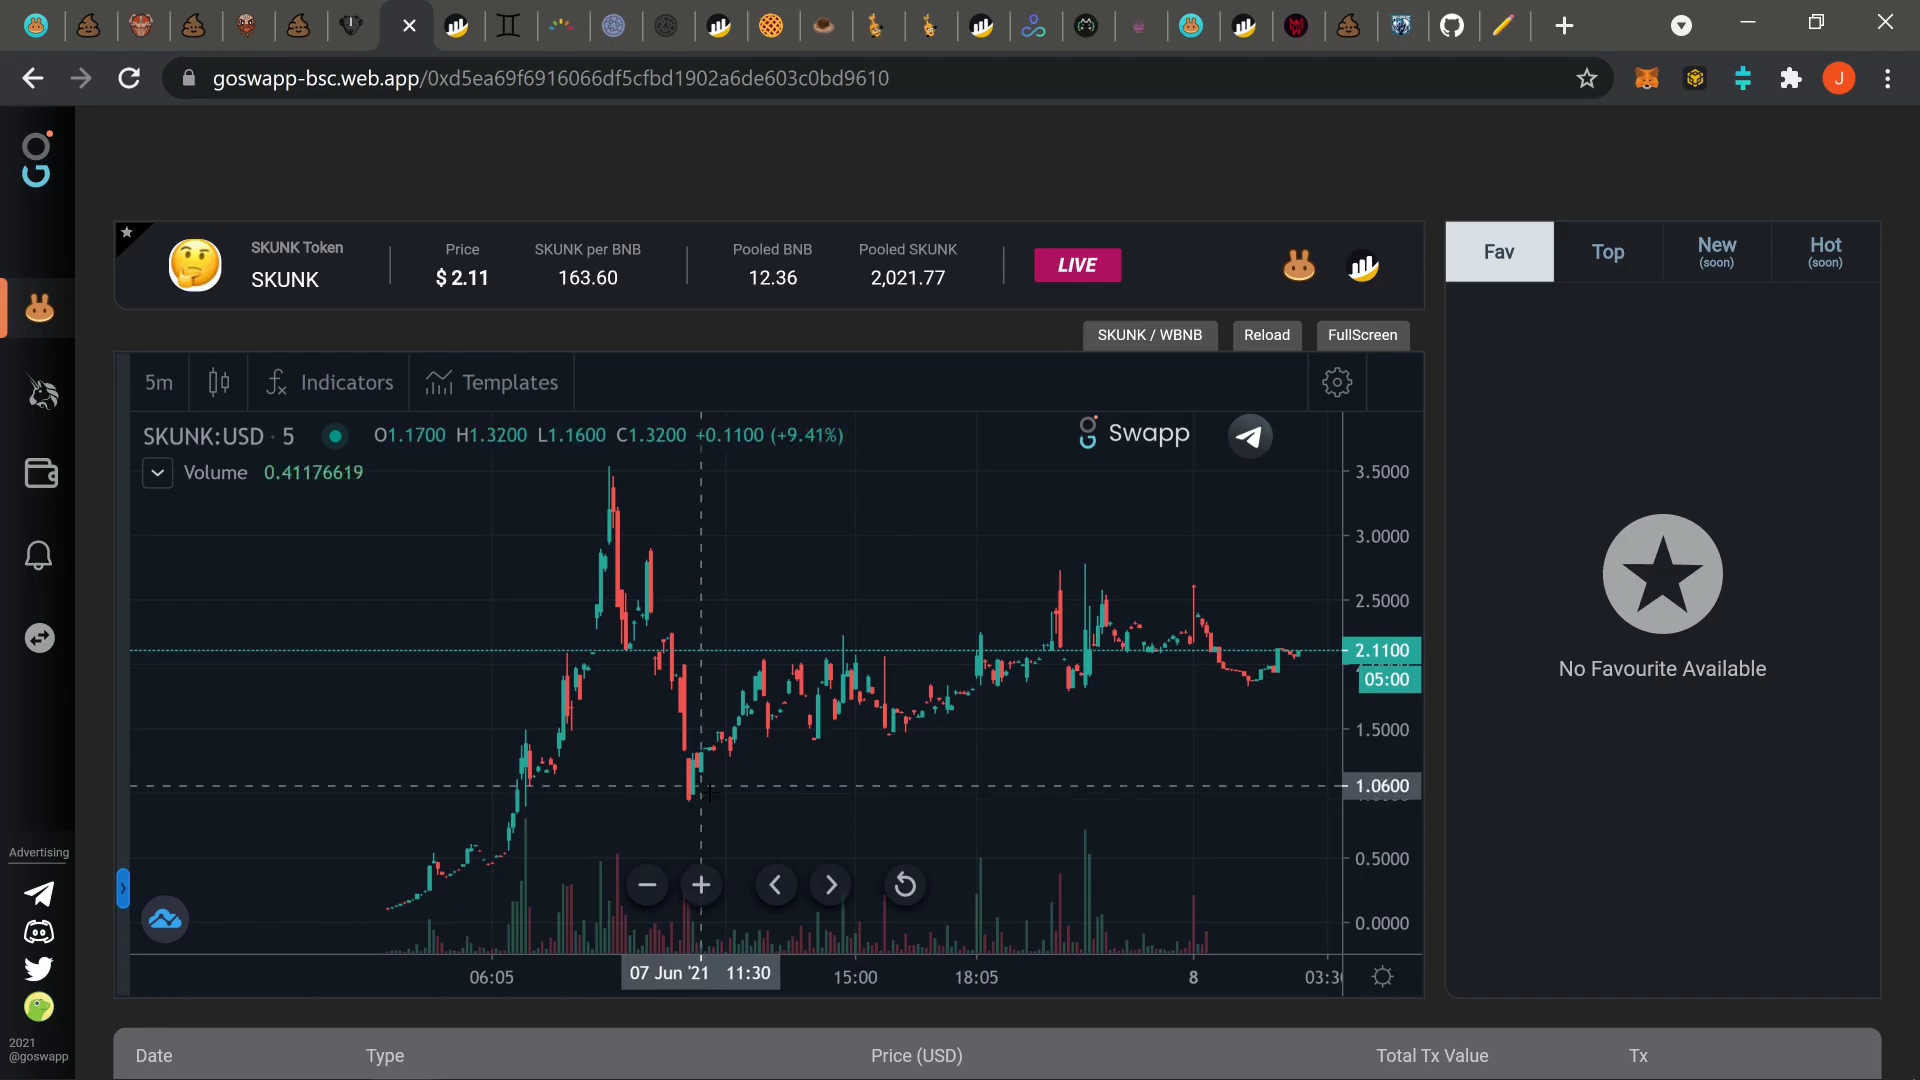 goswapp-bsc.web.app/0xd5ea69f6916066df5cfbd1902a6de603c0bd9610
J
SKUNK Token
SKUNK
Price
$ 2.11
SKUNK per BNB
163.60
Pooled BNB
12.36
Pooled SKUNK
2,021.77
LIVE
Fav
Top
New
(soon)
Hot
(soon)
SKUNK / WBNB
Reload
FullScreen
5m
Indicators
Templates
SKUNK:USD · 5
O1.1700 H1.3200 L1.1600 C1.3200 +0.1100 (+9.41%)
Swapp
Volume 0.41176619
3.5000
3.0000
2.5000
2.1100
05:00
1.5000
1.0600
0.5000
0.0000
No Favourite Available
06:05
07 Jun '21 11:30
15:00
18:05
8
03:30
Advertising
2021
@goswapp
Date
Type
Price (USD)
Total Tx Value
Tx